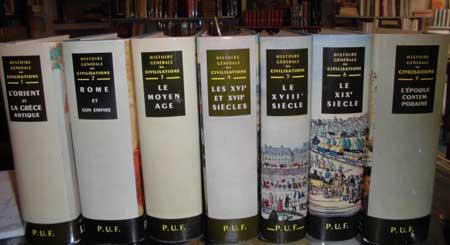 HISTOIRE
GÉNÉRALE
DES
CIVILISATIONS
1
L'ORIENT
ET
LA GRÈCE
ANTIQUE
P.U.F.
HISTOIRE
GÉNÉRALE
DES
CIVILISATIONS
2
ROME
ET
SON EMPIRE
P.U.F.
HISTOIRE
GÉNÉRALE
DES
CIVILISATIONS
3
LE
MOYEN
AGE
P.U.F.
HISTOIRE
GÉNÉRALE
DES
CIVILISATIONS
4
LES XVIᵉ
ET XVIIᵉ
SIÈCLES
P.U.F.
HISTOIRE
GÉNÉRALE
DES
CIVILISATIONS
5
LE
XVIIIᵉ
SIÈCLE
P.U.F.
HISTOIRE
GÉNÉRALE
DES
CIVILISATIONS
6
LE
XIXᵉ
SIÈCLE
P.U.F.
HISTOIRE
GÉNÉRALE
DES
CIVILISATIONS
7
L'ÉPOQUE
CONTEM-
PORAINE
P.U.F.